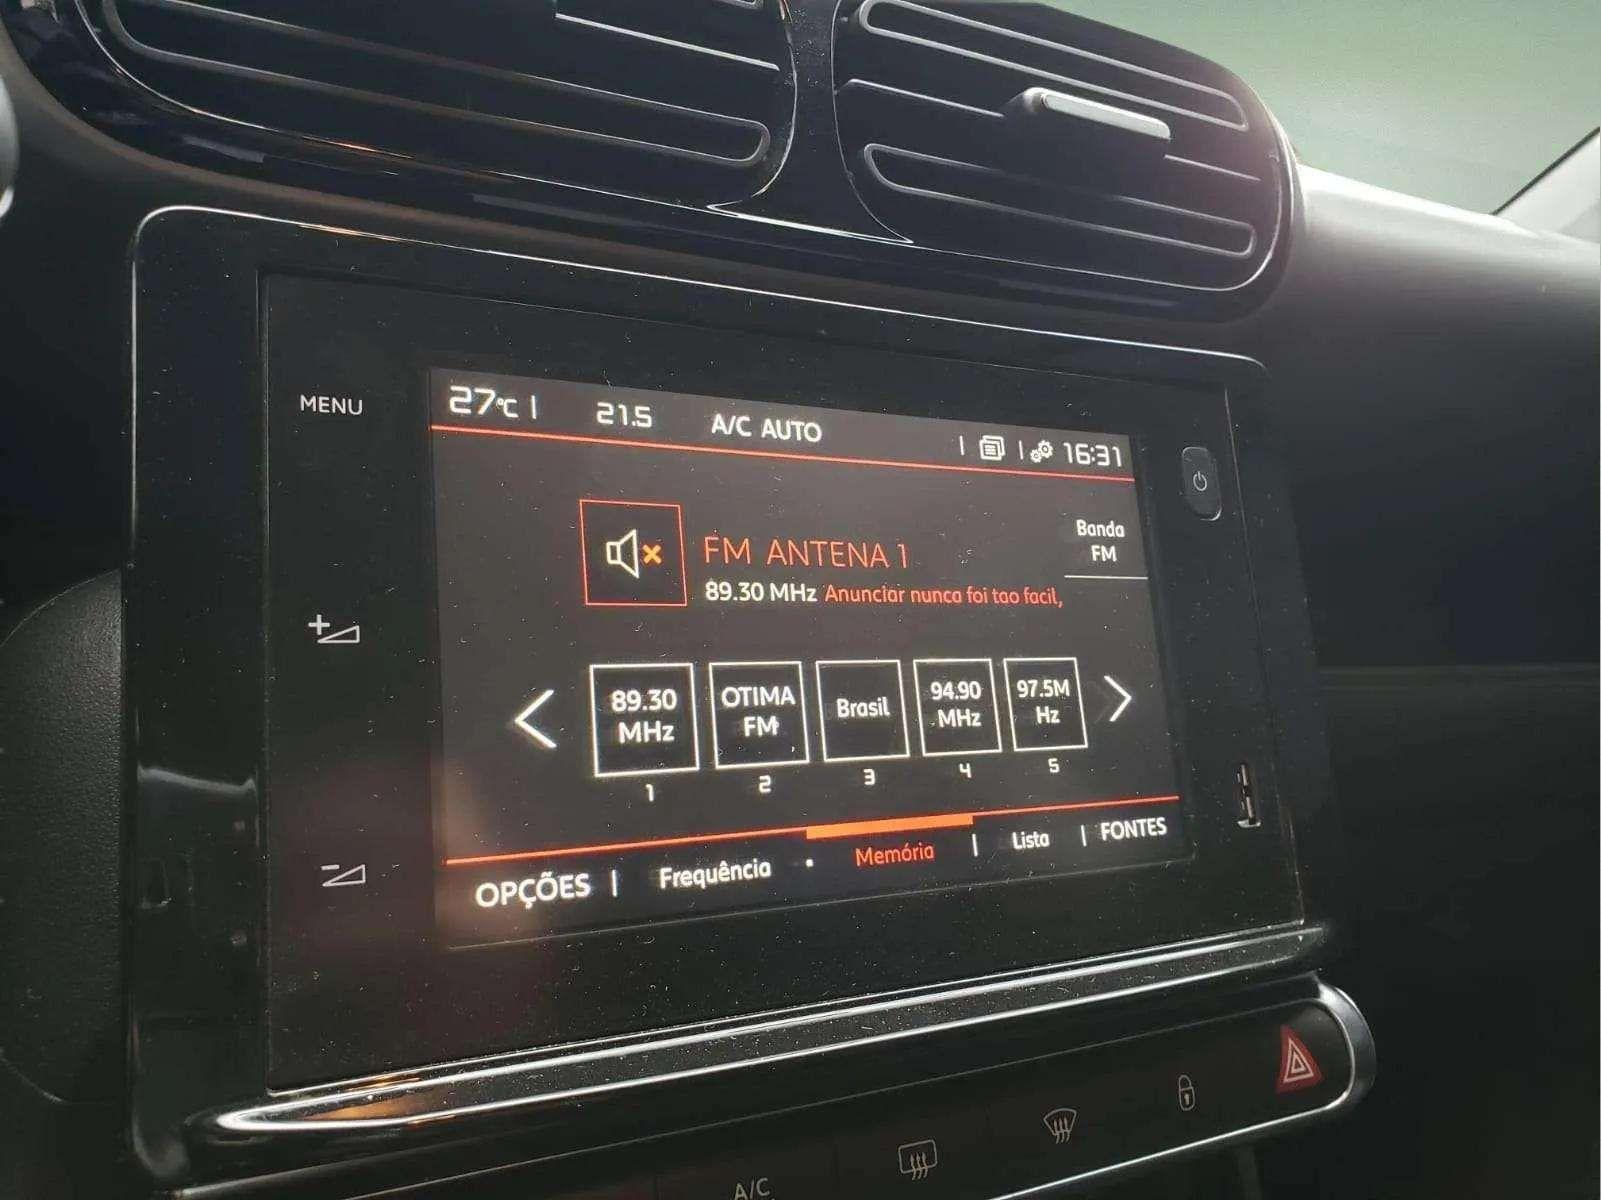 MENU
27°C | 21.5 A/C AUTO | | 16:31
FM ANTENA 1
89.30 MHz Anunciar nunca foi tao facil,
Banda
FM
89.30
MHz
OTIMA
FM
Brasil
94.90
MHz
97.5M
Hz
1 2 3 4 5
OPÇÕES | Frequência · Memória | Lista | FONTES
A/C